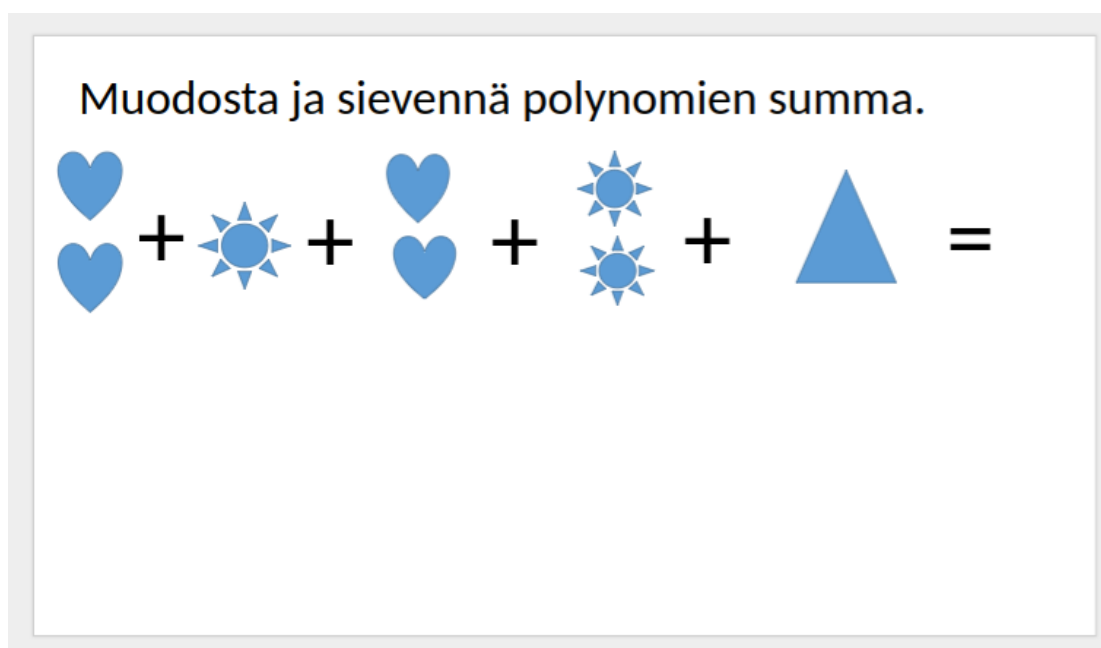 Muodosta ja sievennä polynomien summa.
+ + + + =